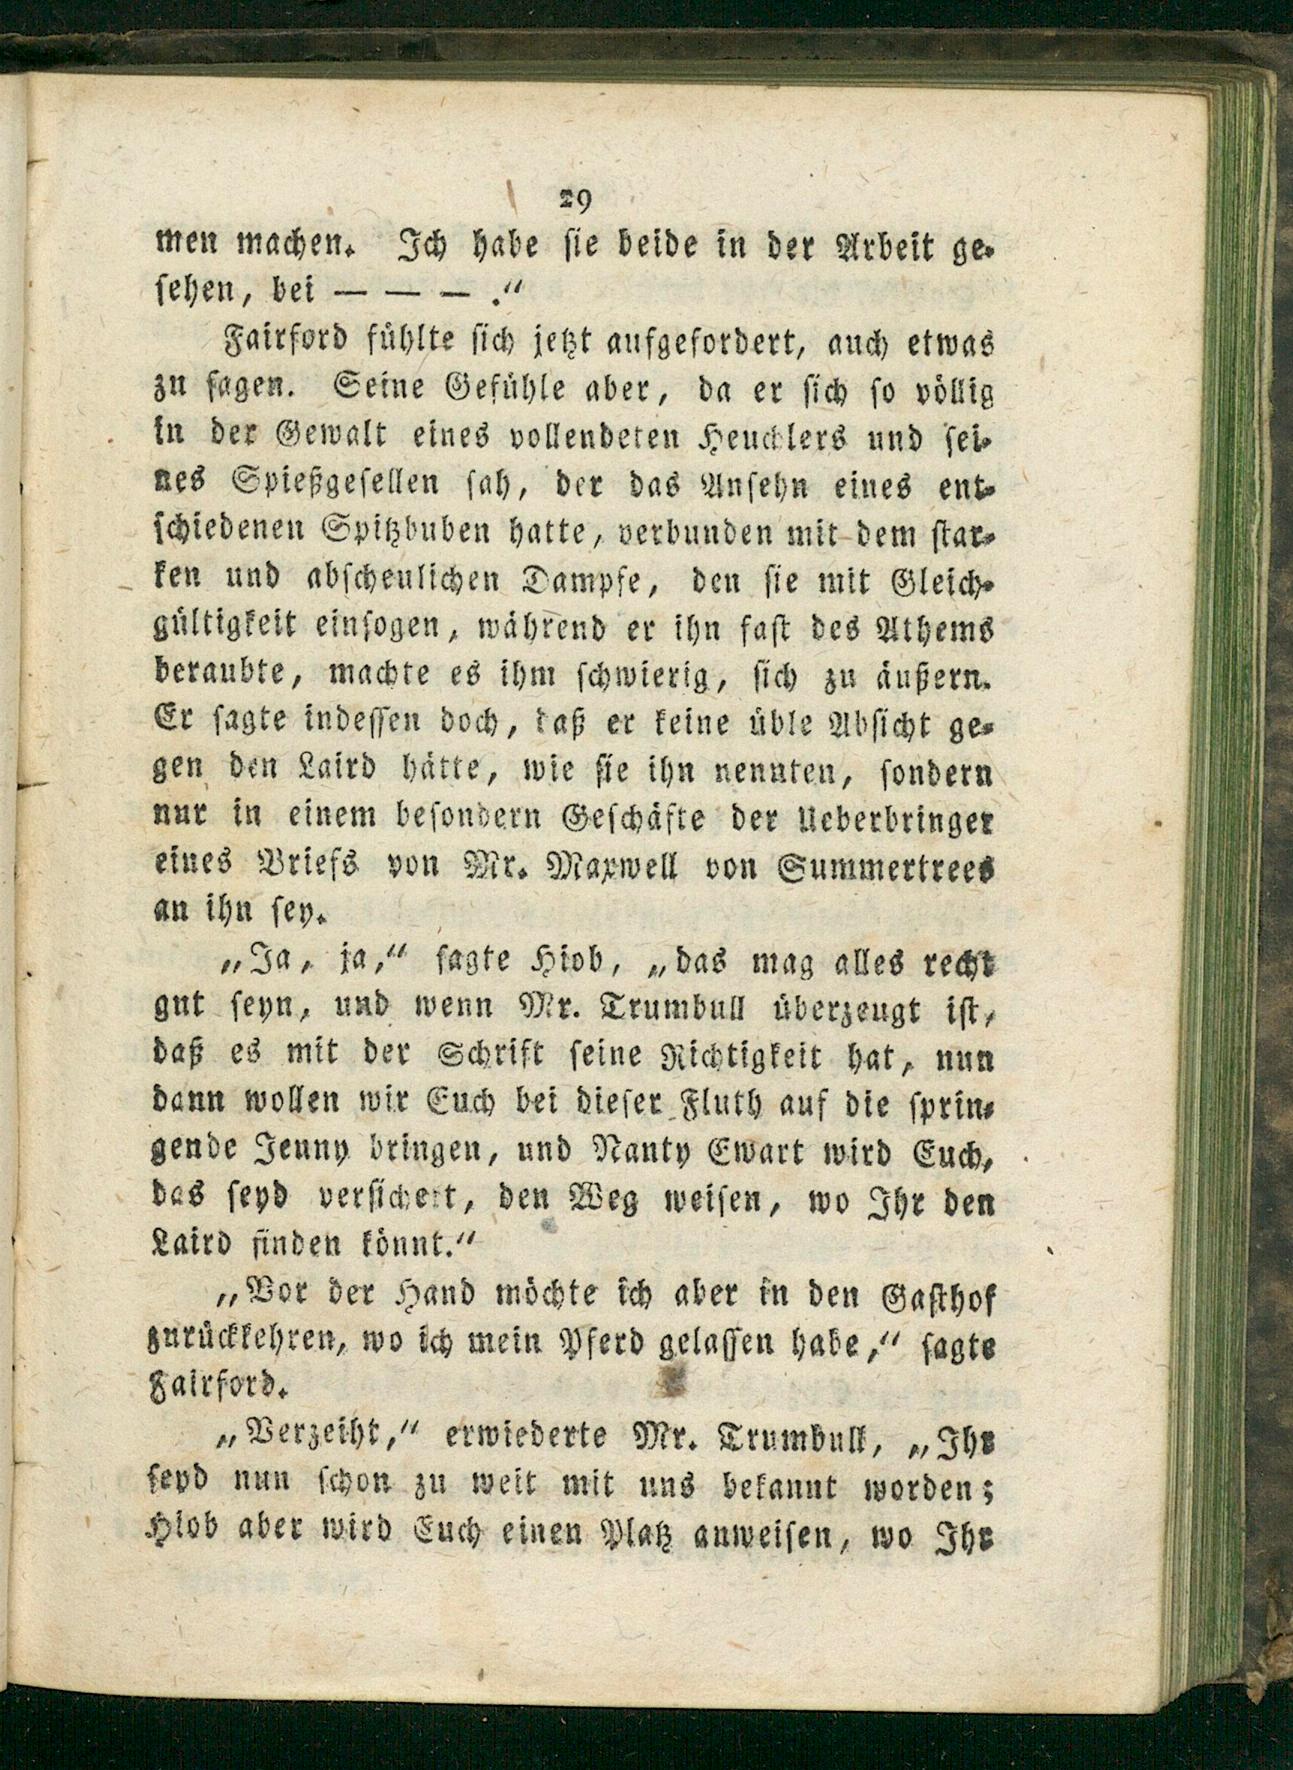 29
men machen. Ich habe sie beide in der Arbeit ge-
sehen, bei — — — .“
Fairford fühlte sich jetzt aufgefordert, auch etwas
zu sagen. Seine Gefühle aber, da er sich so völlig
in der Gewalt eines vollendeten Heuchlers und sei-
nes Spießgesellen sah, der das Ansehn eines ent-
schiedenen Spitzbuben hatte, verbunden mit dem star-
ken und abscheulichen Dampfe, den sie mit Gleich-
gültigkeit einsogen, während er ihn fast des Athems
beraubte, machte es ihm schwierig, sich zu äußern.
Er sagte indessen doch, daß er keine üble Absicht ge-
gen den Laird hätte, wie sie ihn nennten, sondern
nur in einem besondern Geschäfte der Ueberbringer
eines Briefs von Mr. Maxwell von Summertrees
an ihn sey.
„Ja, ja,“ sagte Hiob, „das mag alles recht
gut seyn, und wenn Mr. Trumbull überzeugt ist,
daß es mit der Schrift seine Richtigkeit hat, nun
dann wollen wir Euch bei dieser Fluth auf die sprin-
gende Jenny bringen, und Nanty Ewart wird Euch,
das seyd versichert, den Weg weisen, wo Ihr den
Laird finden könnt.“
„Vor der Hand möchte ich aber in den Gasthof
zurückkehren, wo ich mein Pferd gelassen habe,“ sagte
Fairford.
„Verzeiht,“ erwiederte Mr. Trumbull, „Ihr
seyd nun schon zu weit mit uns bekannt worden;
Hiob aber wird Euch einen Platz anweisen, wo Ihr